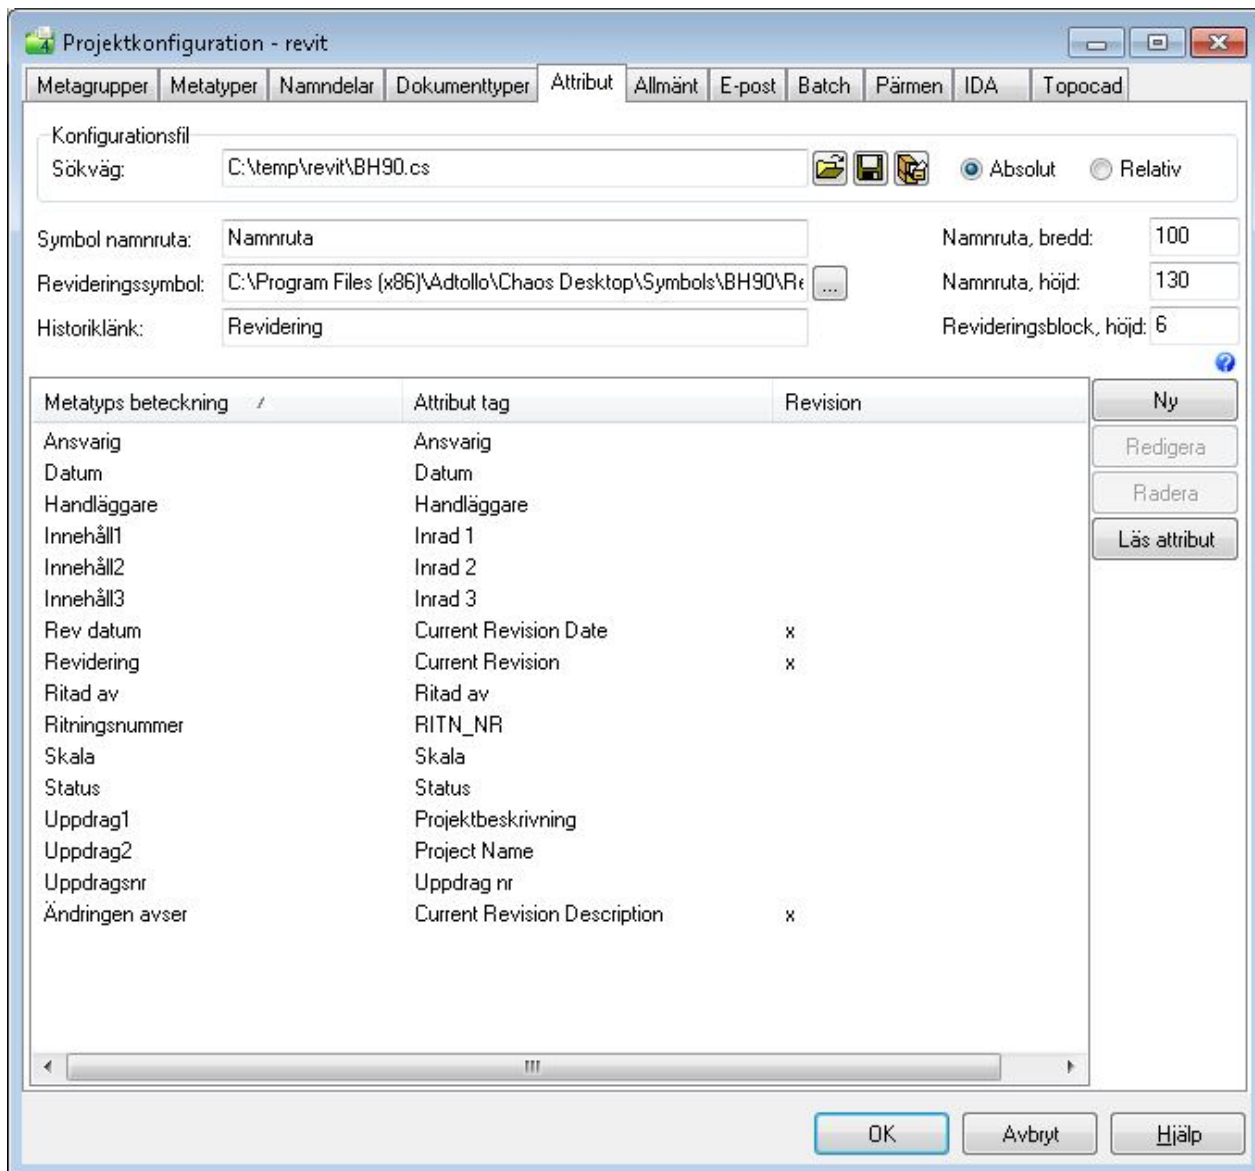 Projektkonfiguration - revit
Metagrupper Metatyper Namndelar Dokumenttyper Attribut Allmänt E-post Batch Pärmen IDA Topocad
Konfigurationsfil
Sökväg: C:\temp\revit\BH90.cs Absolut Relativ
Symbol namnruta: Namnruta Namnruta, bredd: 100
Revideringssymbol: C:\Program Files (x86)\Adtollo\Chaos Desktop\Symbols\BH90\Re ... Namnruta, höjd: 130
Historiklänk: Revidering Revideringsblock, höjd: 6
Metatyps beteckning Attribut tag Revision Ny
Ansvarig Ansvarig Redigera
Datum Datum
Handläggare Handläggare Radera
Innehåll1 Inrad 1 Läs attribut
Innehåll2 Inrad 2
Innehåll3 Inrad 3
Rev datum Current Revision Date x
Revidering Current Revision x
Ritad av Ritad av
Ritningsnummer RITN_NR
Skala Skala
Status Status
Uppdrag1 Projektbeskrivning
Uppdrag2 Project Name
Uppdragsnr Uppdrag nr
Ändringen avser Current Revision Description x
OK Avbryt Hjälp